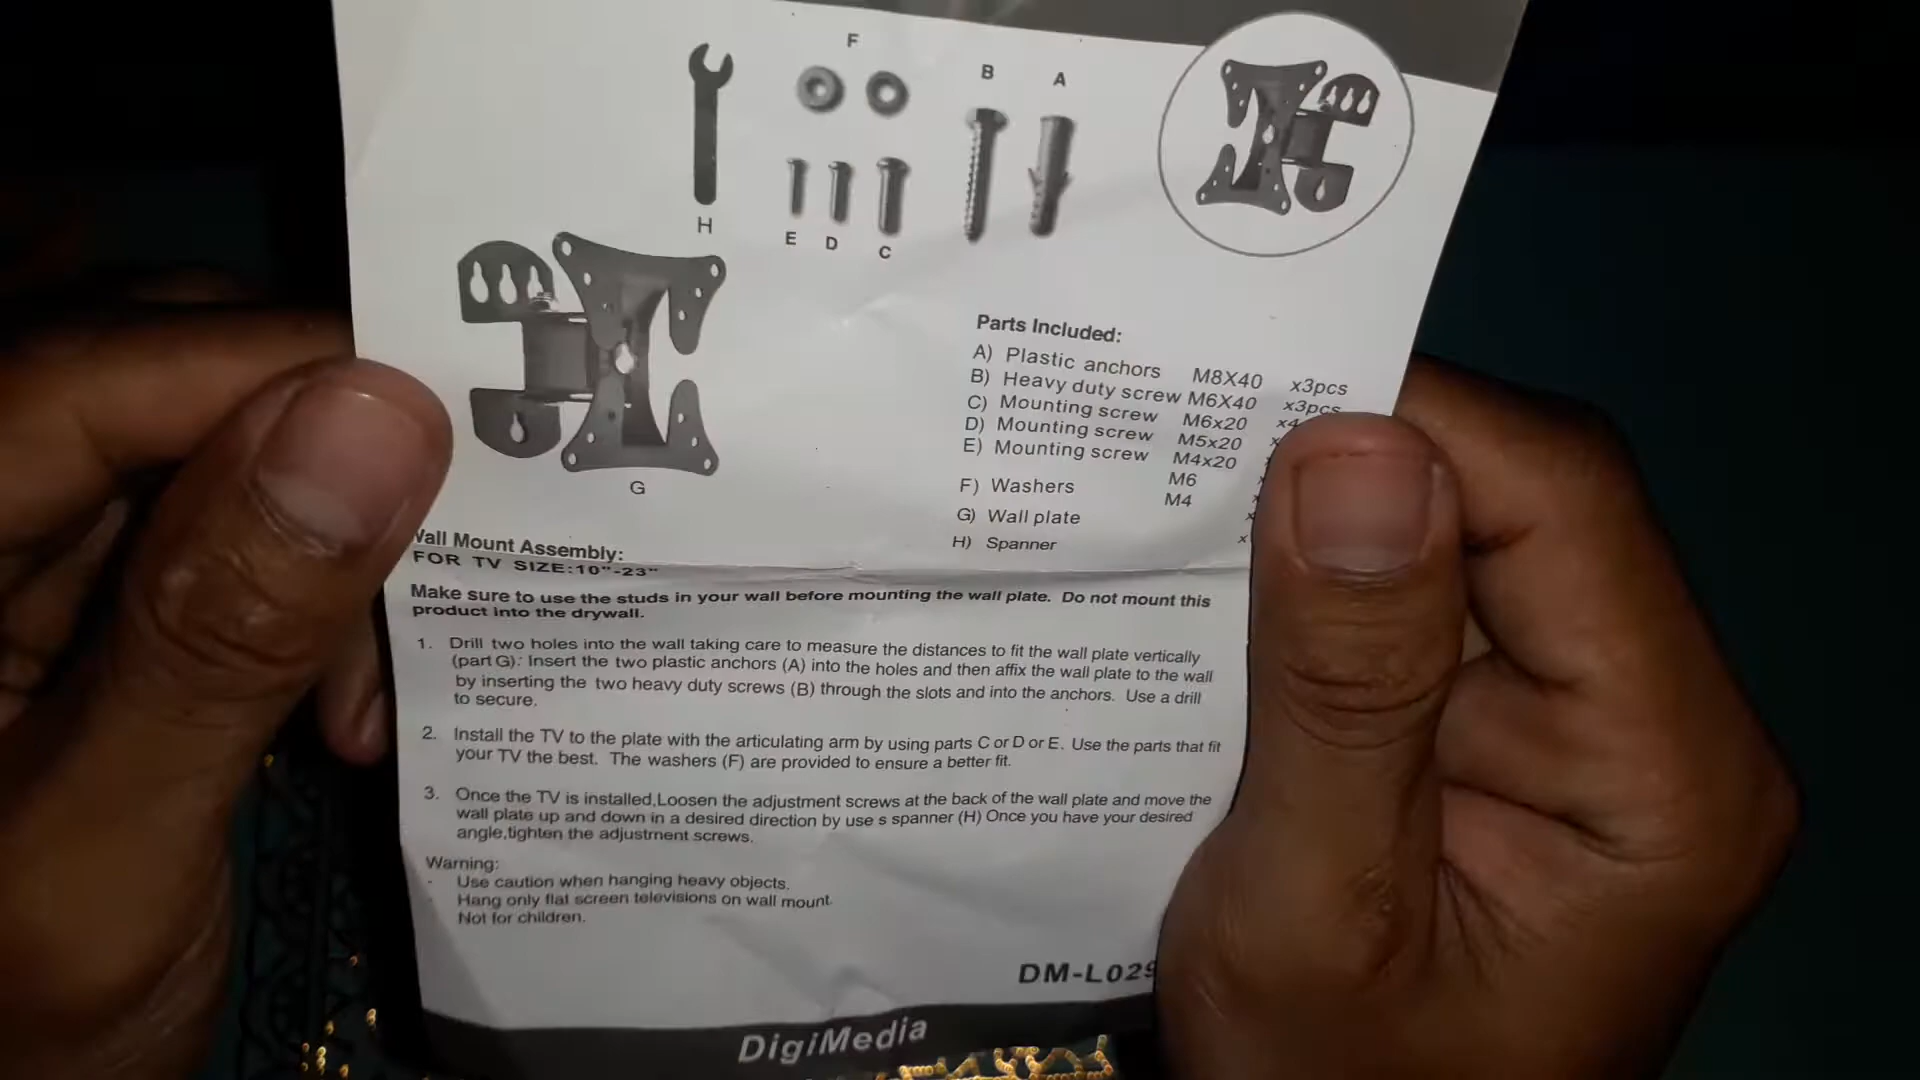 F
B
A
H
E
D
C
G
Parts Included:
A) Plastic anchors M8X40 x3pcs
B) Heavy duty screw M6X40 x3pcs
C) Mounting screw M6x20 x4
D) Mounting screw M5x20 x
E) Mounting screw M4x20
M6
F) Washers M4 x
G) Wall plate x
H) Spanner x
Wall Mount Assembly:
FOR TV SIZE:10"-23"
Make sure to use the studs in your wall before mounting the wall plate. Do not mount this
product into the drywall.
1. Drill two holes into the wall taking care to measure the distances to fit the wall plate vertically
(part G): Insert the two plastic anchors (A) into the holes and then affix the wall plate to the wall
by inserting the two heavy duty screws (B) through the slots and into the anchors. Use a drill
to secure.
2. Install the TV to the plate with the articulating arm by using parts C or D or E. Use the parts that fit
your TV the best. The washers (F) are provided to ensure a better fit.
3. Once the TV is installed,Loosen the adjustment screws at the back of the wall plate and move the
wall plate up and down in a desired direction by use s spanner (H) Once you have your desired
angle,tighten the adjustment screws.
Warning:
- Use caution when hanging heavy objects.
- Hang only flat screen televisions on wall mount.
Not for children.
DM-L029
DigiMedia